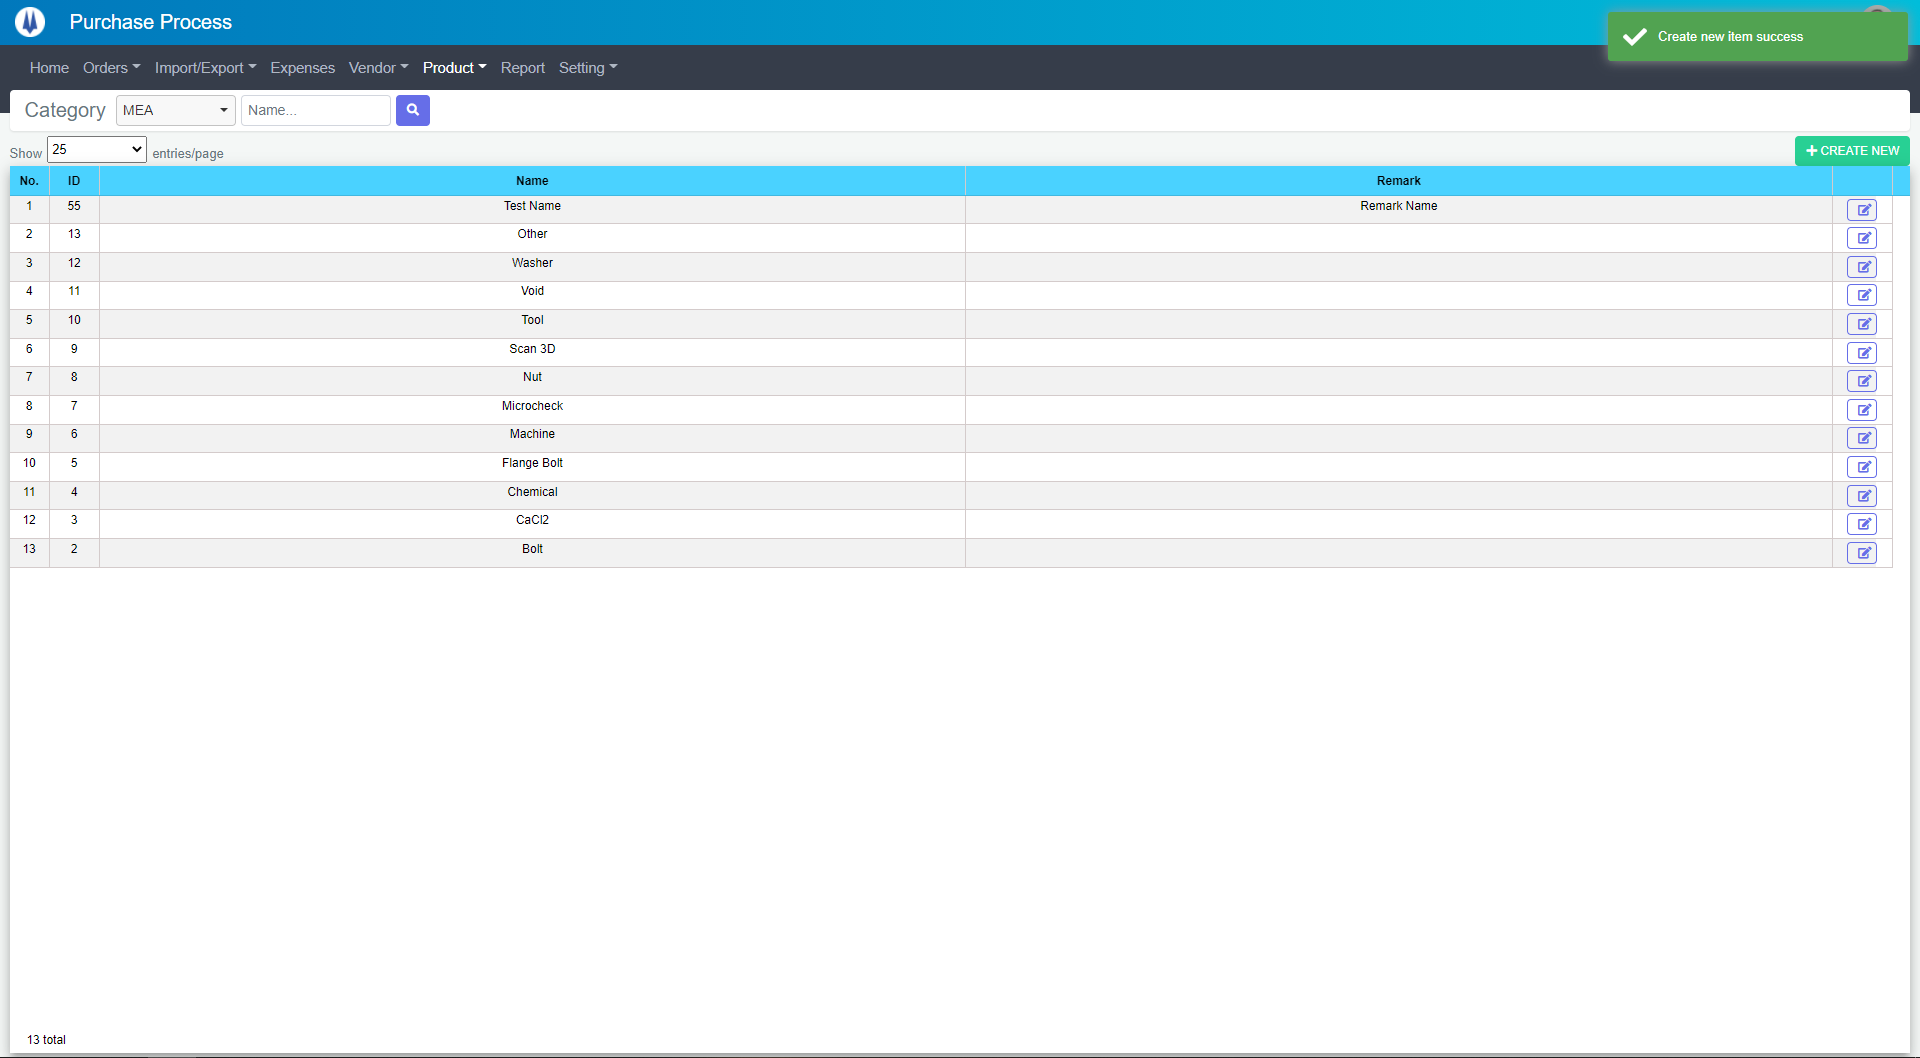 Purchase Process
Create new item success
Home Orders Import/Export Expenses Vendor Product Report Setting
Category MEA Name...
Show 25 entries/page
CREATE NEW
No. ID Name Remark
1 55 Test Name Remark Name
2 13 Other
3 12 Washer
4 11 Void
5 10 Tool
6 9 Scan 3D
7 8 Nut
8 7 Microcheck
9 6 Machine
10 5 Flange Bolt
11 4 Chemical
12 3 CaCl2
13 2 Bolt
13 total